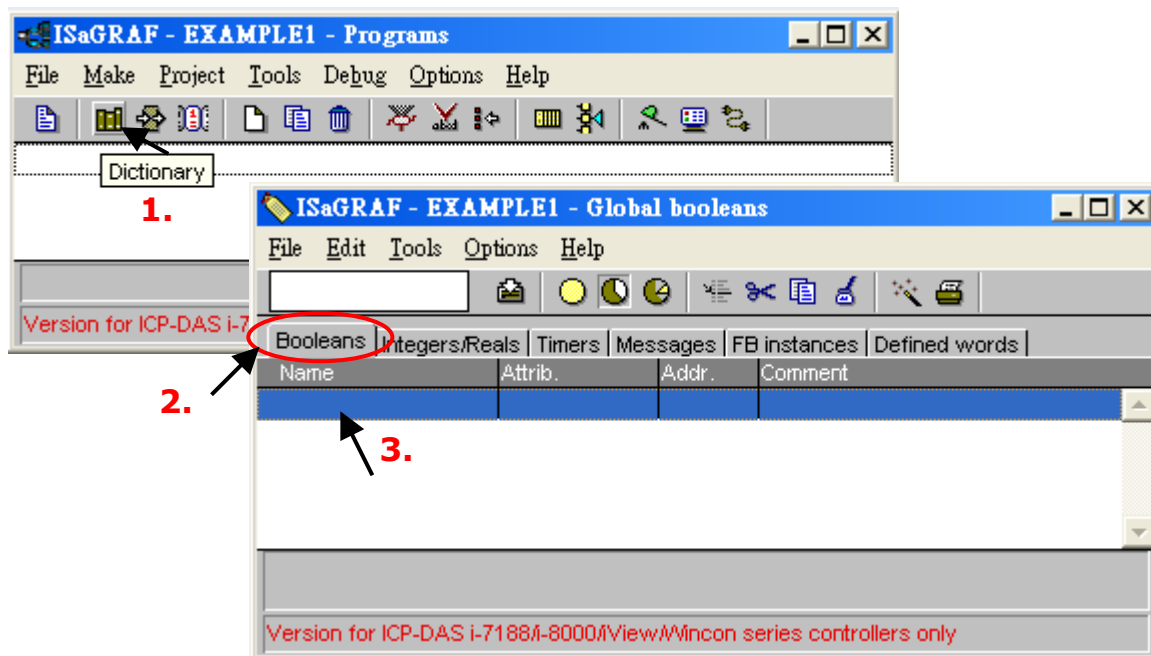 ISaGRAF - EXAMPLE1 - Programs
File Make Project Tools Debug Options Help
Dictionary
1.
Version for ICP-DAS i-7
ISaGRAF - EXAMPLE1 - Global booleans
File Edit Tools Options Help
Booleans Integers/Reals Timers Messages FB instances Defined words
2.
Name Attrib. Addr. Comment
3.
Version for ICP-DAS i-7188/i-8000/iView/Wincon series controllers only